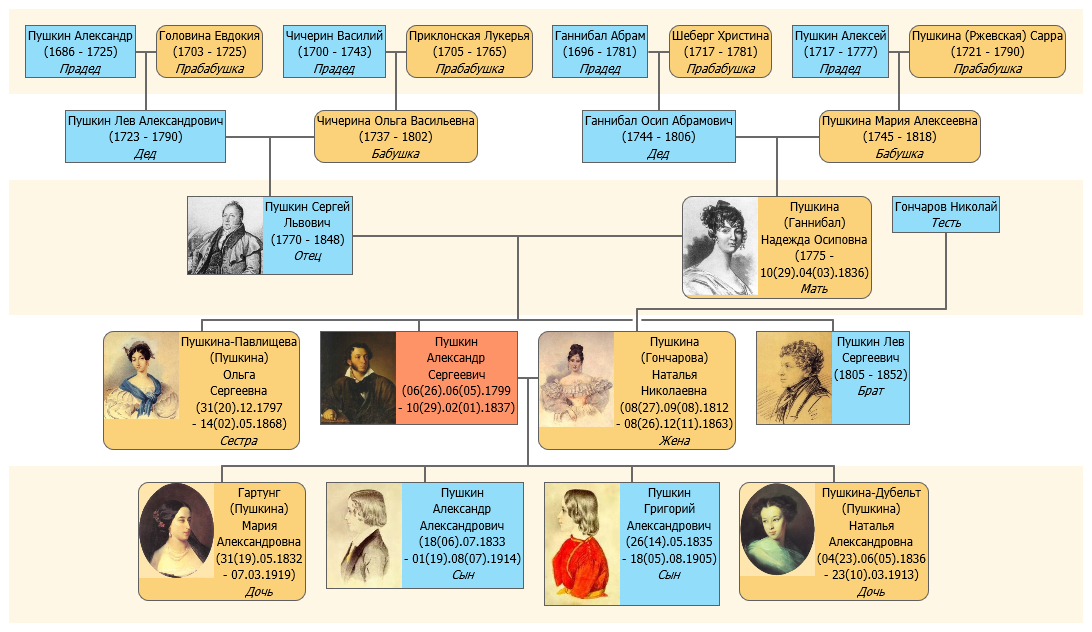 Пушкин Александр
(1686 - 1725)
Прадед
Головина Евдокия
(1703 - 1725)
Прабабушка
Чичерин Василий
(1700 - 1743)
Прадед
Приклонская Лукерья
(1705 - 1765)
Прабабушка
Ганнибал Абрам
(1696 - 1781)
Прадед
Шеберг Христина
(1717 - 1781)
Прабабушка
Пушкин Алексей
(1717 - 1777)
Прадед
Пушкина (Ржевская) Сарра
(1721 - 1790)
Прабабушка
Пушкин Лев Александрович
(1723 - 1790)
Дед
Чичерина Ольга Васильевна
(1737 - 1802)
Бабушка
Ганнибал Осип Абрамович
(1744 - 1806)
Дед
Пушкина Мария Алексеевна
(1745 - 1818)
Бабушка
Пушкин Сергей
Львович
(1770 - 1848)
Отец
Пушкина
(Ганнибал)
Надежда Осиповна
(1775 -
10(29).04(03).1836)
Мать
Гончаров Николай
Тесть
Пушкина-Павлищева
(Пушкина)
Ольга
Сергеевна
(31(20).12.1797
- 14(02).05.1868)
Сестра
Пушкин
Александр
Сергеевич
(06(26).06(05).1799
- 10(29).02(01).1837)
Пушкина
(Гончарова)
Наталья
Николаевна
(08(27).09(08).1812
- 08(26).12(11).1863)
Жена
Пушкин Лев
Сергеевич
(1805 - 1852)
Брат
Гартунг
(Пушкина)
Мария
Александровна
(31(19).05.1832
- 07.03.1919)
Дочь
Пушкин
Александр
Александрович
(18(06).07.1833
- 01(19).08(07).1914)
Сын
Пушкин
Григорий
Александрович
(26(14).05.1835
- 18(05).08.1905)
Сын
Пушкина-Дубельт
(Пушкина)
Наталья
Александровна
(04(23).06(05).1836
- 23(10).03.1913)
Дочь